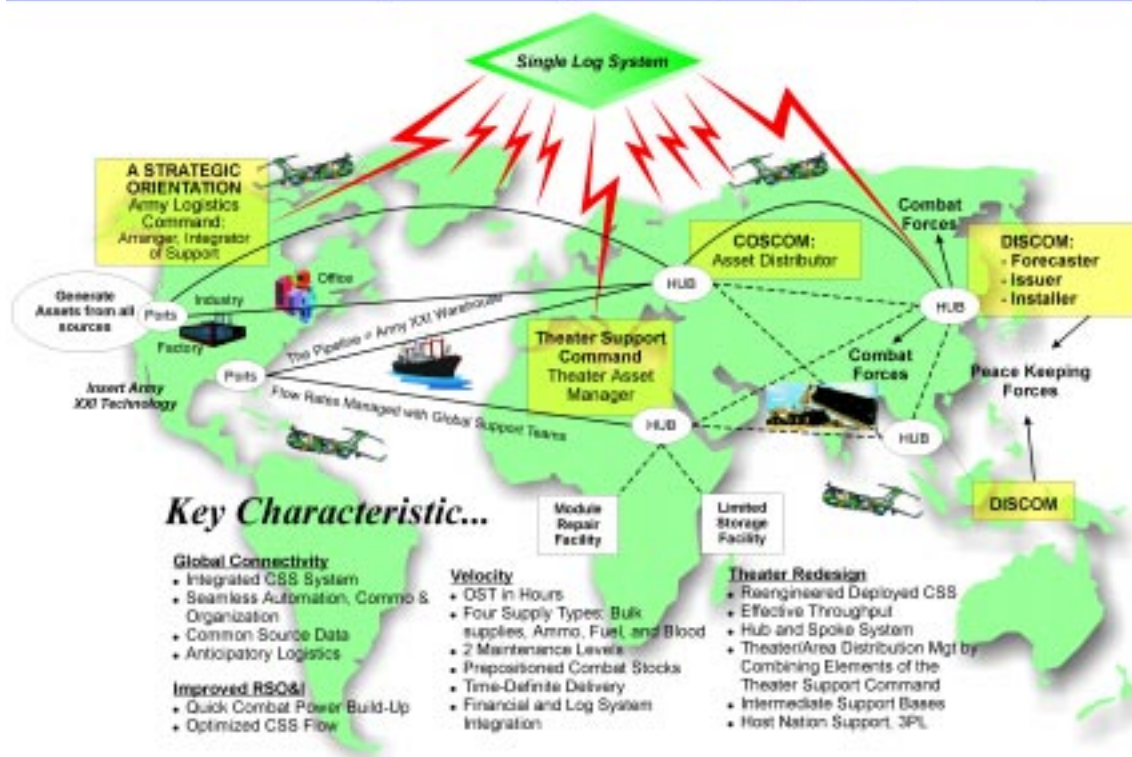 Single Log System
A STRATEGIC
ORIENTATION
Army Logistics
Command:
Arranger, Integrator
of Support
Generate
Assets from all
sources
Ports
Industry
Office
Factory
Insert Army
XXI Technology
Ports
The Pipeline = Army XXI Warehouse
Flow Rates Managed with Global Support Teams
HUB
COSCOM:
Asset Distributor
Theater Support
Command
Theater Asset
Manager
HUB
Combat
Forces
DISCOM:
- Forecaster
- Issuer
- Installer
HUB
Combat
Forces
Peace Keeping
Forces
HUB
DISCOM
Module
Repair
Facility
Limited
Storage
Facility
Key Characteristic...
Global Connectivity
• Integrated CSS System
• Seamless Automation, Commo &
Organization
• Common Source Data
• Anticipatory Logistics
Improved RSO&I
• Quick Combat Power Build-Up
• Optimized CSS Flow
Velocity
• OST in Hours
• Four Supply Types: Bulk
supplies, Ammo, Fuel, and Blood
• 2 Maintenance Levels
• Prepositioned Combat Stocks
• Time-Definite Delivery
• Financial and Log System
Integration
Theater Redesign
• Reengineered Deployed CSS
• Effective Throughput
• Hub and Spoke System
• Theater/Area Distribution Mgt by
Combining Elements of the
Theater Support Command
• Intermediate Support Bases
• Host Nation Support, 3PL